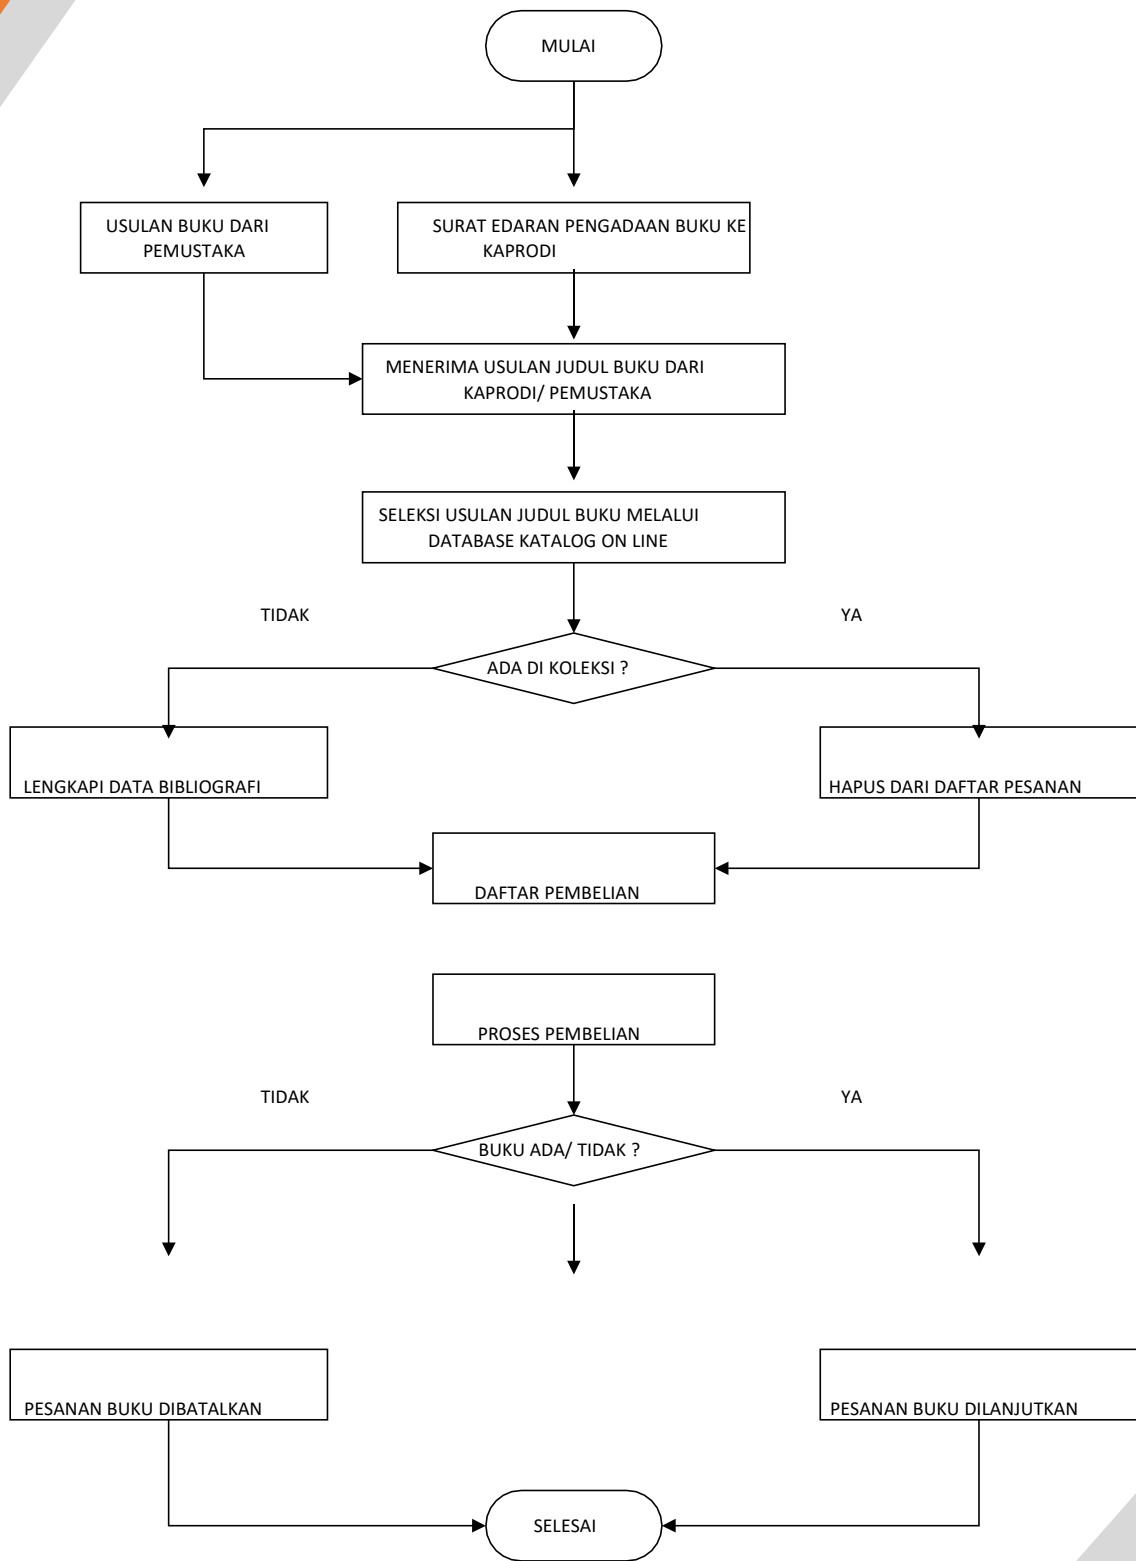 MULAI
USULAN BUKU DARI
PEMUSTAKA
SURAT EDARAN PENGADAAN BUKU KE
KAPRODI
MENERIMA USULAN JUDUL BUKU DARI
KAPRODI/ PEMUSTAKA
SELEKSI USULAN JUDUL BUKU MELALUI
DATABASE KATALOG ON LINE
TIDAK
YA
ADA DI KOLEKSI ?
LENGKAPI DATA BIBLIOGRAFI
HAPUS DARI DAFTAR PESANAN
DAFTAR PEMBELIAN
PROSES PEMBELIAN
TIDAK
YA
BUKU ADA/ TIDAK ?
PESANAN BUKU DIBATALKAN
PESANAN BUKU DILANJUTKAN
SELESAI